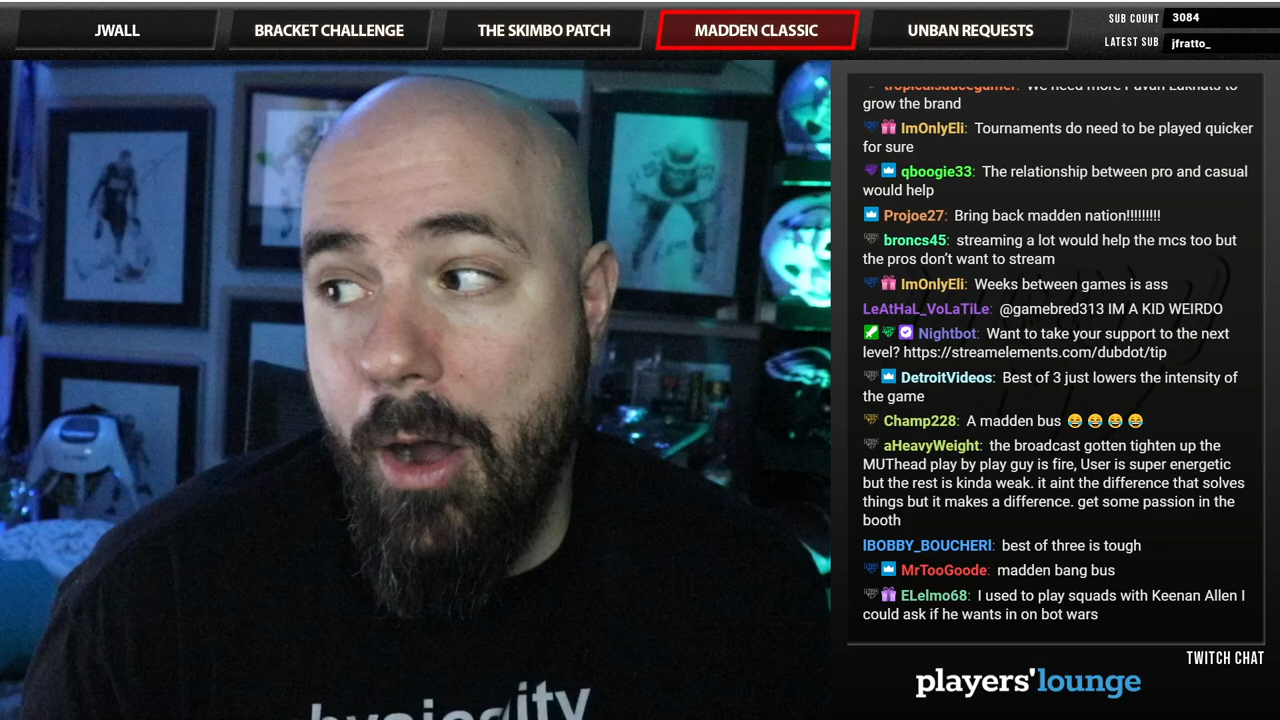 JWALL
BRACKET CHALLENGE
THE SKIMBO PATCH
MADDEN CLASSIC
UNBAN REQUESTS
SUB COUNT 3084
LATEST SUB jfratto_
grow the brand
ImOnlyEli: Tournaments do need to be played quicker
for sure
qboogie33: The relationship between pro and casual
would help
Projoe27: Bring back madden nation!!!!!!!!!
broncs45: streaming a lot would help the mcs too but
the pros don't want to stream
ImOnlyEli: Weeks between games is ass
LeAtHaL_VoLaTiLe: @gamebred313 IM A KID WEIRDO
Nightbot: Want to take your support to the next
level? https://streamelements.com/dubdot/tip
DetroitVideos: Best of 3 just lowers the intensity of
the game
Champ228: A madden bus 😂 😂 😂 😂
aHeavyWeight: the broadcast gotten tighten up the
MUThead play by play guy is fire, User is super energetic
but the rest is kinda weak. it aint the difference that solves
things but it makes a difference. get some passion in the
booth
lBOBBY_BOUCHERl: best of three is tough
MrTooGoode: madden bang bus
ELelmo68: I used to play squads with Keenan Allen I
could ask if he wants in on bot wars
TWITCH CHAT
players'lounge